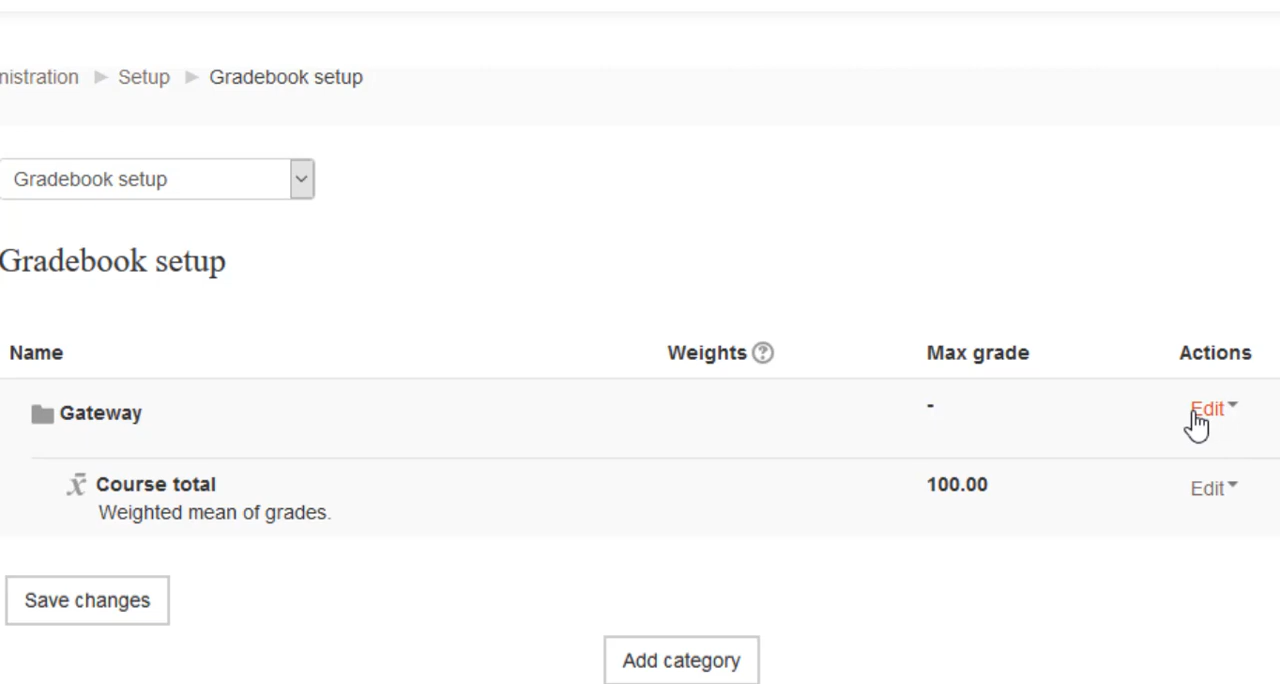 nistration ► Setup ► Gradebook setup
Gradebook setup
Gradebook setup
Name Weights Max grade Actions
Gateway - Edit
x̄ Course total 100.00 Edit
Weighted mean of grades.
Save changes
Add category